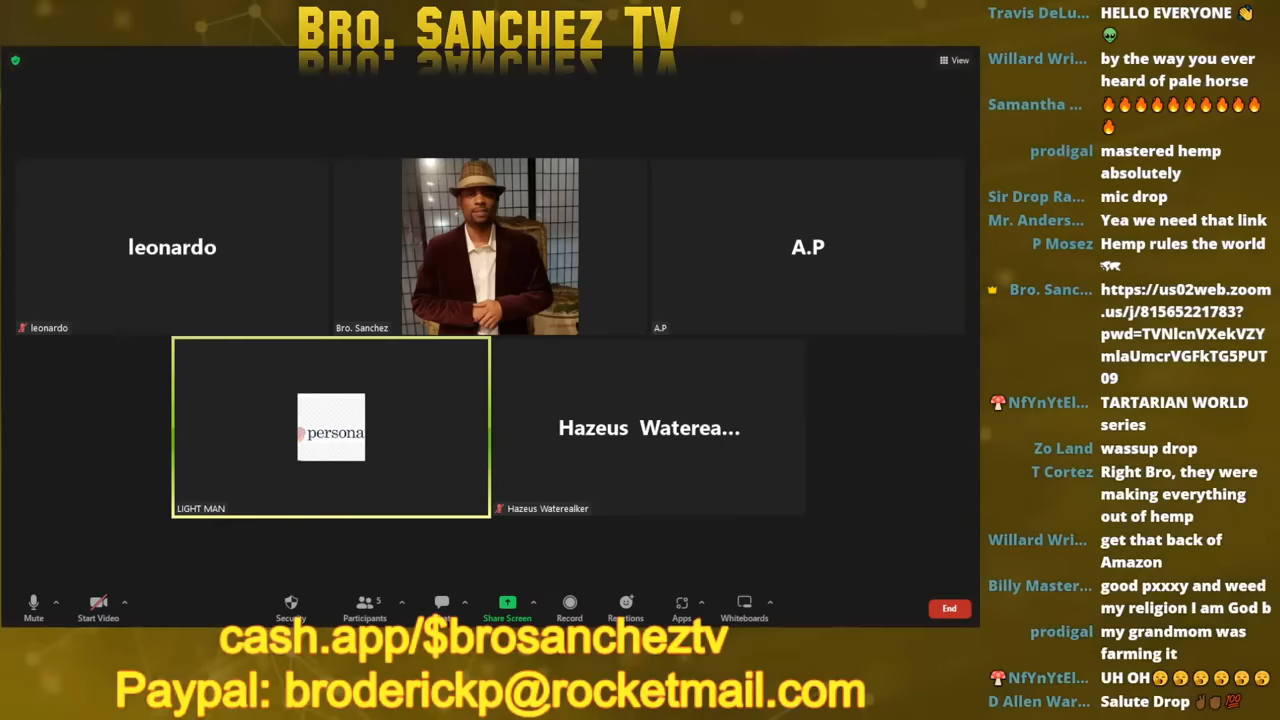 BRO. SANCHEZ TV
View
leonardo
A.P
leonardo
Bro. Sanchez
A.P
persona
Hazeus Waterea...
LIGHT MAN
Hazeus Waterealker
5
Mute
Start Video
Participants
Share Screen
Record
Reactions
Apps
Whiteboards
End
cash.app/$brosancheztv
Paypal: broderickp@rocketmail.com
Travis DeLu... HELLO EVERYONE 👋
👽
Willard Wri... by the way you ever
heard of pale horse
Samantha ... 🔥🔥🔥🔥🔥🔥🔥🔥🔥
🔥
prodigal mastered hemp
absolutely
Sir Drop Ra... mic drop
Mr. Anders... Yea we need that link
P Mosez Hemp rules the world
🗺
Bro. Sanc... https://us02web.zoom
.us/j/81565221783?
pwd=TVNlcnVXekVZY
mlaUmcrVGFkTG5PUT
09
🍄NfYnYtEl... TARTARIAN WORLD
series
Zo Land wassup drop
T Cortez Right Bro, they were
making everything
out of hemp
Willard Wri... get that back of
Amazon
Billy Master... good pxxxy and weed
my religion I am God b
prodigal my grandmom was
farming it
🍄NfYnYtEl... UH OH
D Allen War... Salute Drop